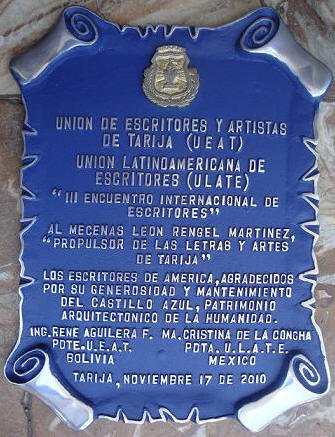 UNION DE ESCRITORES Y ARTISTAS
DE TARIJA (UEAT)
UNION LATINOAMERICANA DE
ESCRITORES (ULATE)
"III ENCUENTRO INTERNACIONAL DE
ESCRITORES"
AL MECENAS LEON RENGEL MARTINEZ,
"PROPULSOR DE LAS LETRAS Y ARTES
DE TARIJA"
LOS ESCRITORES DE AMERICA, AGRADECIDOS
POR SU GENEROSIDAD Y MANTENIMIENTO
DEL CASTILLO AZUL, PATRIMONIO
ARQUITECTONICO DE LA HUMANIDAD.
ING. RENE AGUILERA F. MA. CRISTINA DE LA CONCHA
PDTE. U.E.A.T. PDTA. U.L.A.T.E.
BOLIVIA MEXICO
TARIJA, NOVIEMBRE 17 DE 2010